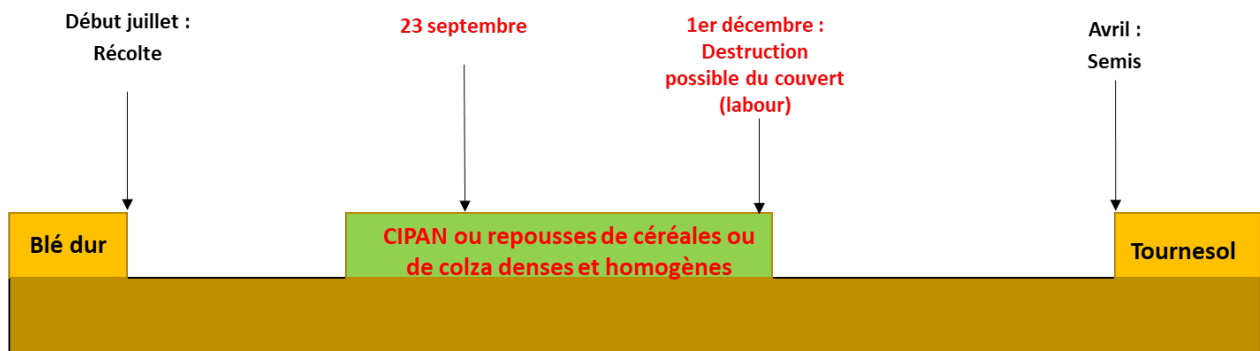 Début juillet :
Récolte
23 septembre
1er décembre :
Destruction
possible du couvert
(labour)
Avril :
Semis
Blé dur
CIPAN ou repousses de céréales ou
de colza denses et homogènes
Tournesol